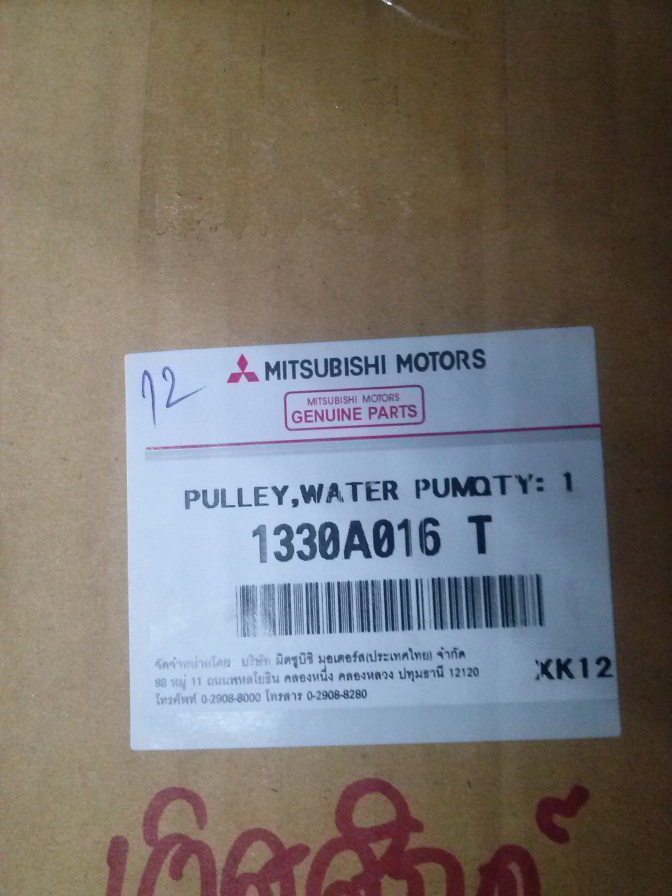 12
MITSUBISHI MOTORS
MITSUBISHI MOTORS
GENUINE PARTS
PULLEY,WATER PUMQTY: 1
1330A016 T
จัดจำหน่ายโดย บริษัท มิตซูบิชิ มอเตอร์ส(ประเทศไทย) จำกัด
88 หมู่ 11 ถนนพหลโยธิน คลองหนึ่ง คลองหลวง ปทุมธานี 12120
โทรศัพท์ 0-2908-8000 โทรสาร 0-2908-8280
XK12